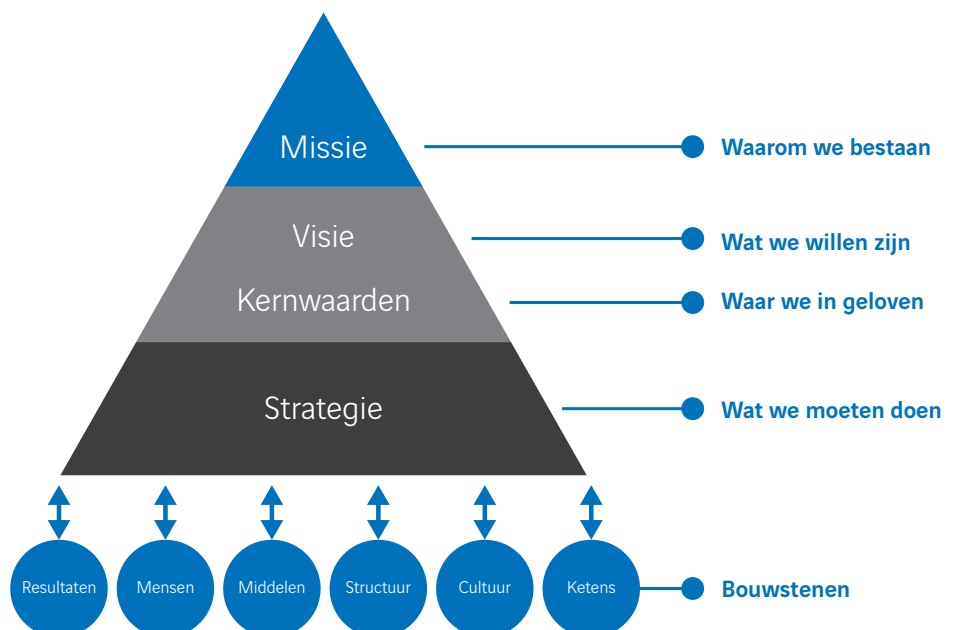 Missie
Waarom we bestaan
Visie
Wat we willen zijn
Kernwaarden
Waar we in geloven
Strategie
Wat we moeten doen
Resultaten
Mensen
Middelen
Structuur
Cultuur
Ketens
Bouwstenen